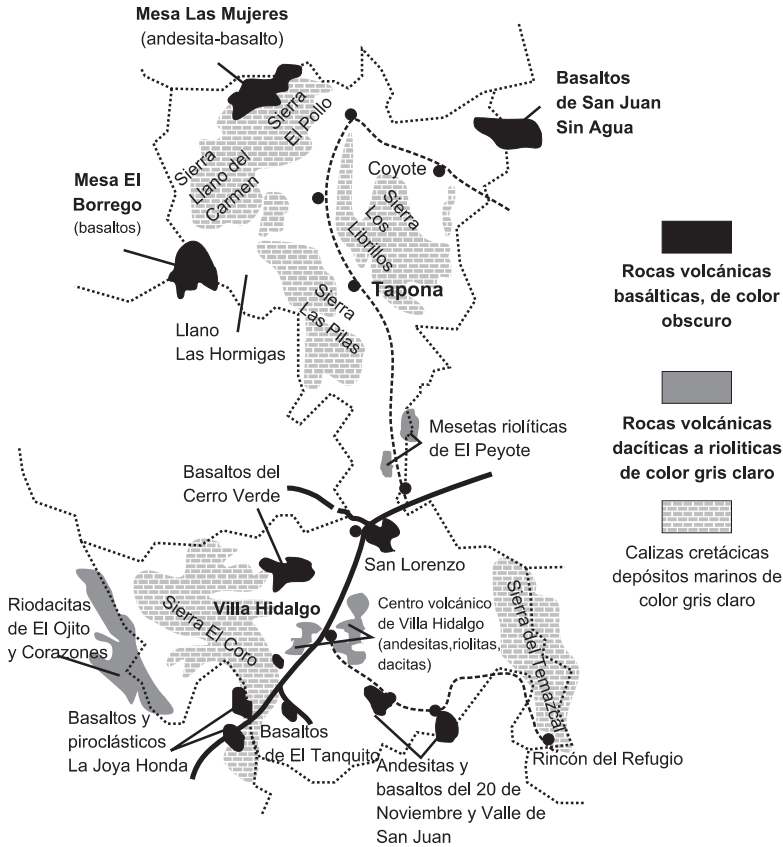 Mesa Las Mujeres
(andesita-basalto)
Basaltos
de San Juan
Sin Agua
Sierra
El Pollo
Sierra
Llano del
Carmen
Coyote
Mesa El
Borrego
(basaltos)
Sierra
Los
Librillos
Tapona
Sierra
Las Pilas
Llano
Las Hormigas
Rocas volcánicas
basálticas, de color
obscuro
Mesetas riolíticas
de El Peyote
Rocas volcánicas
dacíticas a rioliticas
de color gris claro
Basaltos del
Cerro Verde
San Lorenzo
Calizas cretácicas
depósitos marinos de
color gris claro
Riodacitas
de El Ojito
y Corazones
Villa Hidalgo
Sierra El Coro
Centro volcánico
de Villa Hidalgo
(andesitas,riolitas,
dacitas)
Sierra del Temazcal
Basaltos y
piroclásticos
La Joya Honda
Basaltos
de El Tanquito
Andesitas y
basaltos del 20 de
Noviembre y Valle de
San Juan
Rincón del Refugio